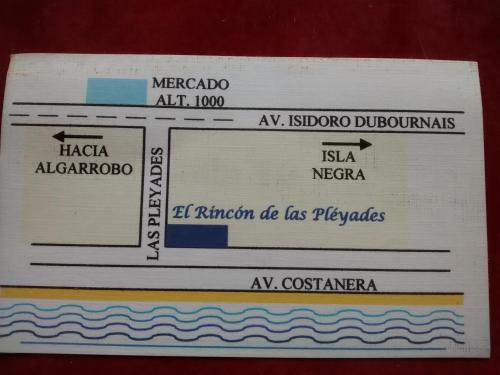 MERCADO
ALT. 1000
AV. ISIDORO DUBOURNAIS
HACIA
ALGARROBO
ISLA
NEGRA
LAS PLEYADES
El Rincón de las Pléyades
AV. COSTANERA